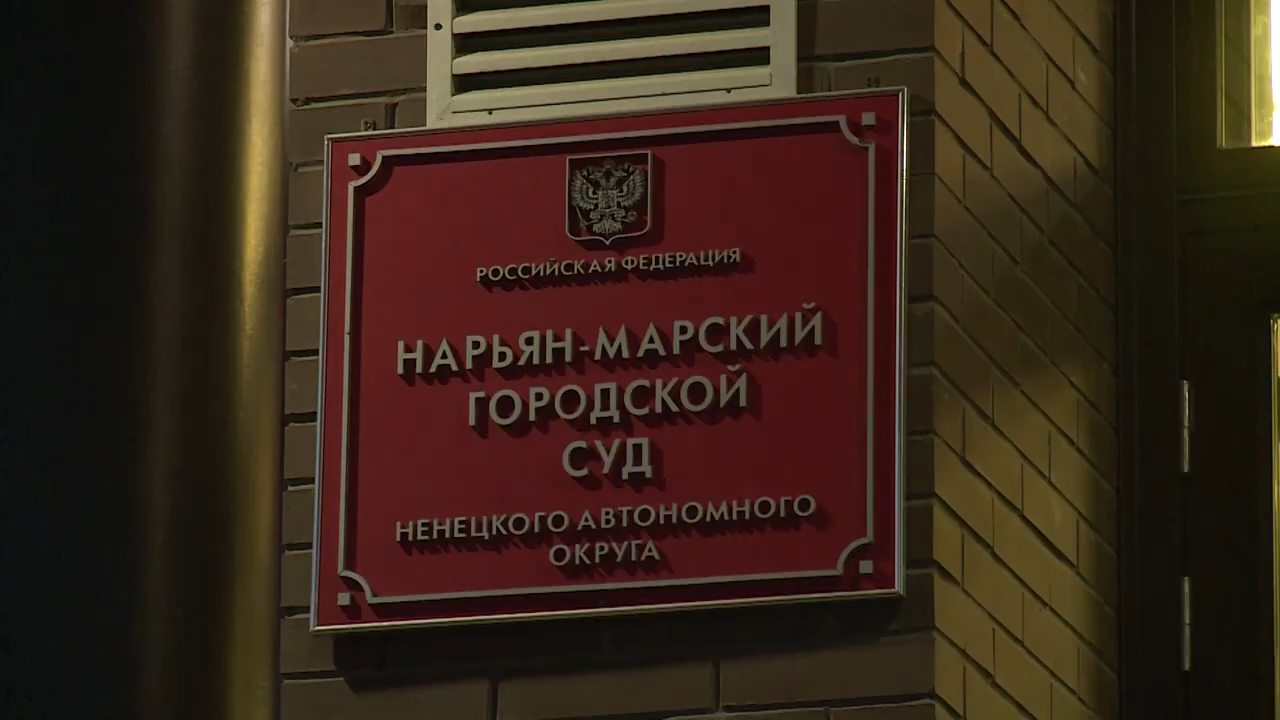 РОССИЙСКАЯ ФЕДЕРАЦИЯ
НАРЬЯН-МАРСКИЙ
ГОРОДСКОЙ
СУД
НЕНЕЦКОГО АВТОНОМНОГО
ОКРУГА